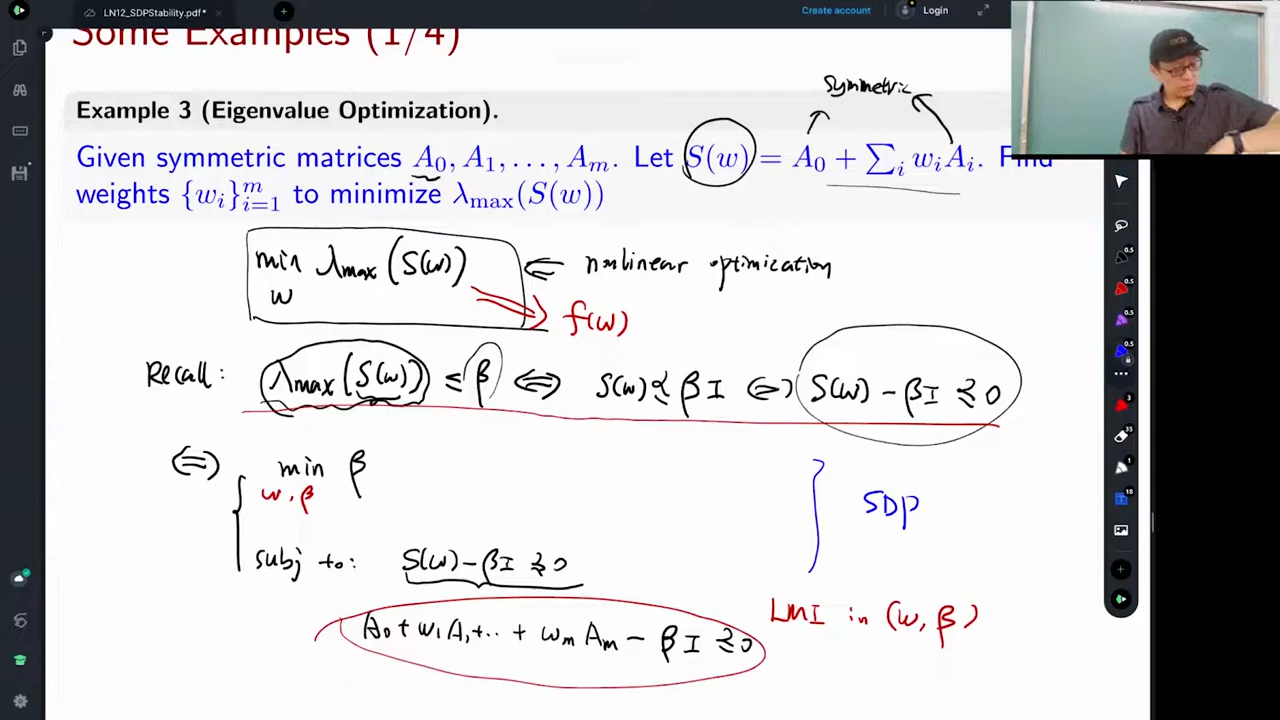 LN12_SDPStability.pdf*
Create account
Login
Some Examples (1/4)
Symmetric
Example 3 (Eigenvalue Optimization).
Given symmetric matrices A₀, A₁, . . . , Aₘ. Let S(w) = A₀ + ∑ᵢ wᵢAᵢ. Find
weights {wᵢ}ᵢ₌₁ᵐ to minimize λmax(S(w))
min λmax (S(w)) ⇐ nonlinear optimization
w
f(w)
Recall: λmax (S(w)) ≤ β ⇔ S(w) ≼ βI ⇔ S(w) − βI ≼ 0
⇔ min β
w, β
SDP
subj to: S(w) − βI ≼ 0
LMI in (w, β)
A₀ + w₁A₁ + ·· + wₘAₘ − βI ≼ 0